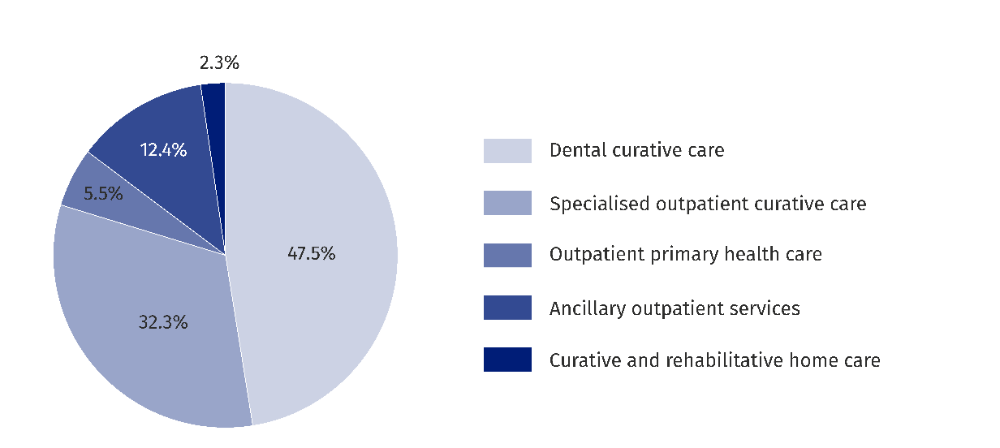 2.3%
12.4%
5.5%
47.5%
32.3%
Dental curative care
Specialised outpatient curative care
Outpatient primary health care
Ancillary outpatient services
Curative and rehabilitative home care